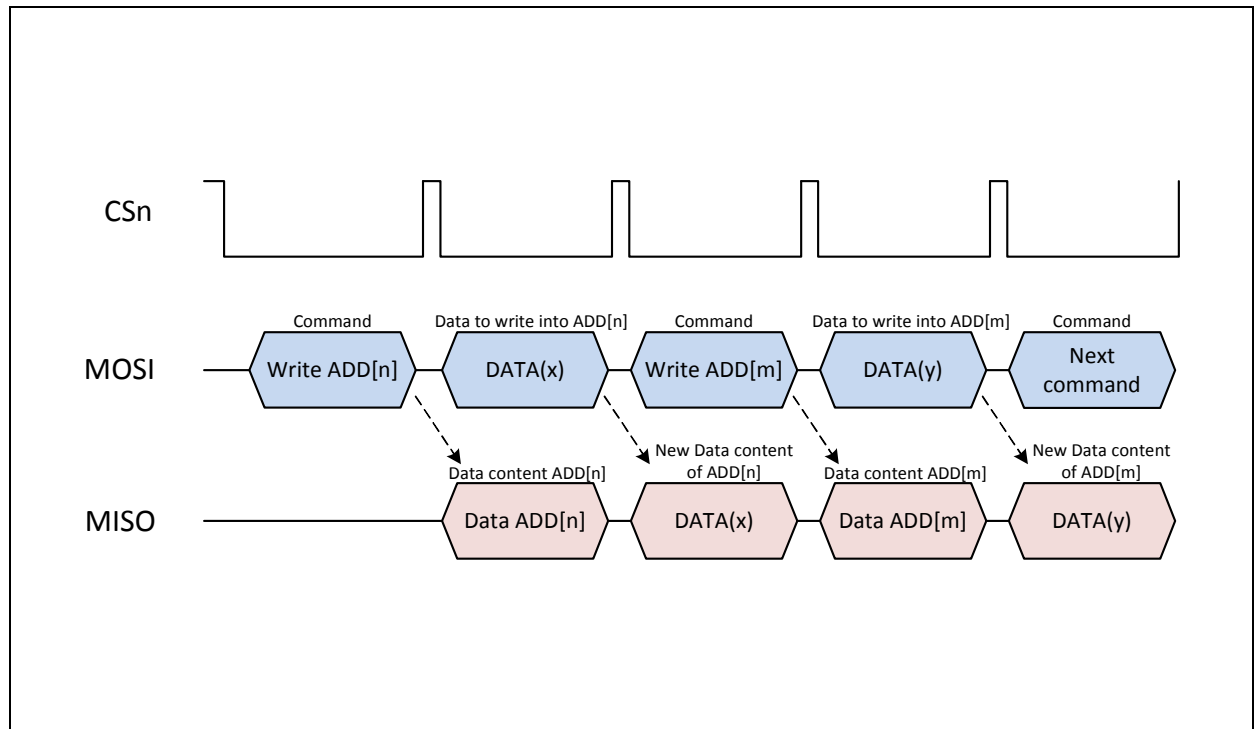 CSn
Command
Data to write into ADD[n]
Command
Data to write into ADD[m]
Command
MOSI
Write ADD[n]
DATA(x)
Write ADD[m]
DATA(y)
Next
command
Data content ADD[n]
New Data content
of ADD[n]
Data content ADD[m]
New Data content
of ADD[m]
MISO
Data ADD[n]
DATA(x)
Data ADD[m]
DATA(y)